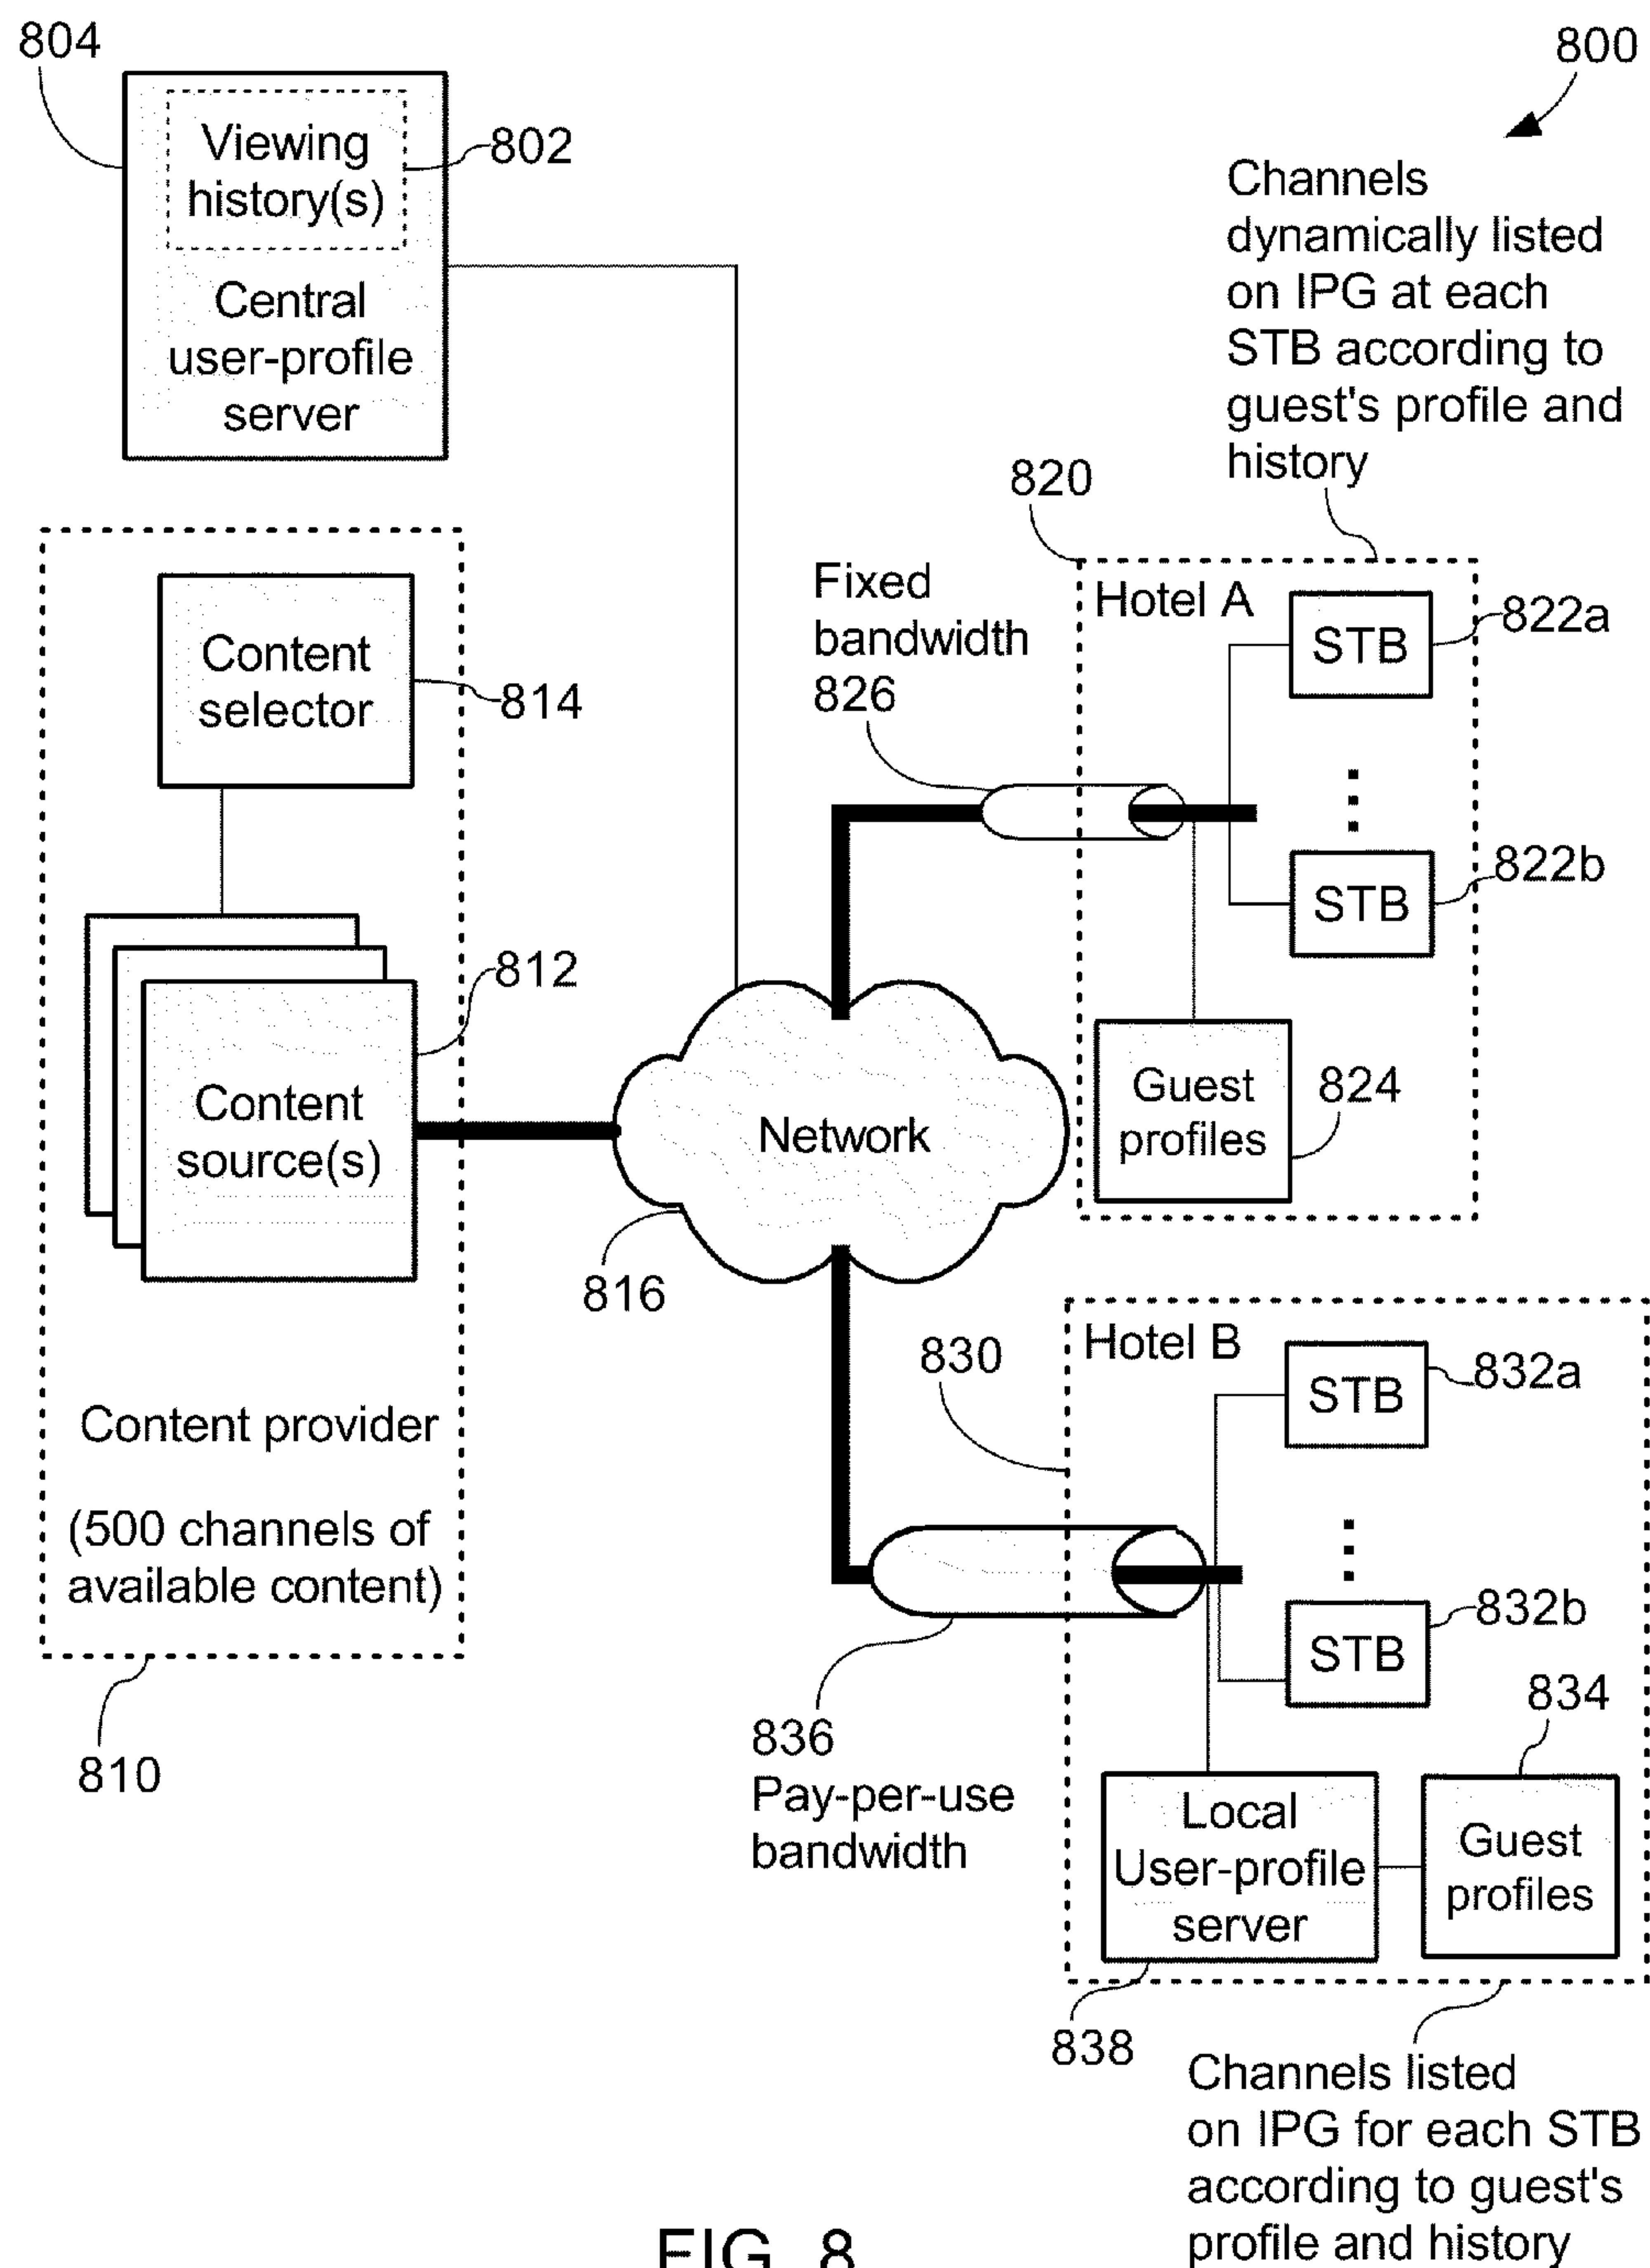 804
800
Viewing
history(s)
802
Central
user-profile
server
Channels
dynamically listed
on IPG at each
STB according to
guest's profile and
history
820
Fixed
bandwidth
826
Hotel A
STB
822a
STB
822b
Guest
profiles
824
Content
selector
814
812
Content
source(s)
Network
816
Content provider
(500 channels of
available content)
810
830
Hotel B
STB
832a
STB
832b
834
836
Pay-per-use
bandwidth
Local
User-profile
server
Guest
profiles
838
Channels listed
on IPG for each STB
according to guest's
profile and history
FIG. 8